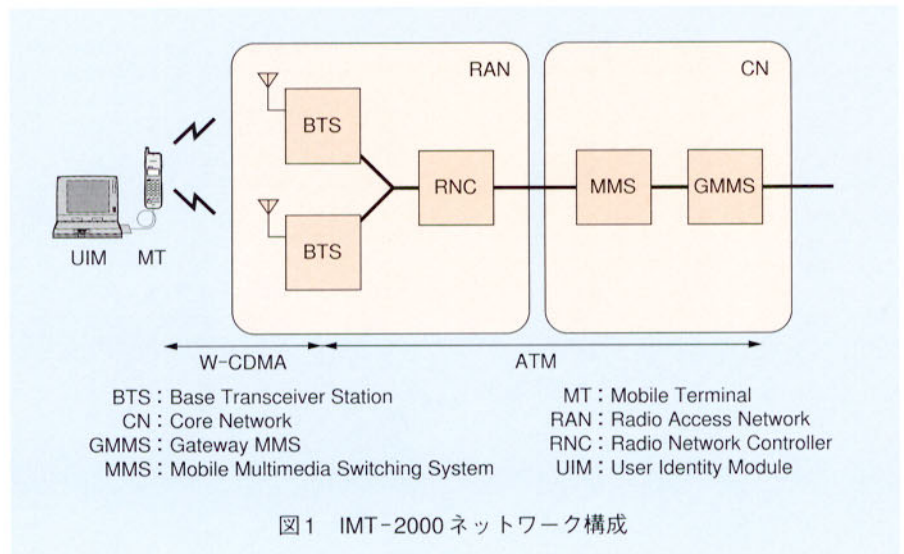 RAN
CN
BTS
RNC
MMS
GMMS
BTS
UIM MT
W-CDMA
ATM
BTS：Base Transceiver Station
CN：Core Network
GMMS：Gateway MMS
MMS：Mobile Multimedia Switching System
MT：Mobile Terminal
RAN：Radio Access Network
RNC：Radio Network Controller
UIM：User Identity Module
図1 IMT-2000ネットワーク構成